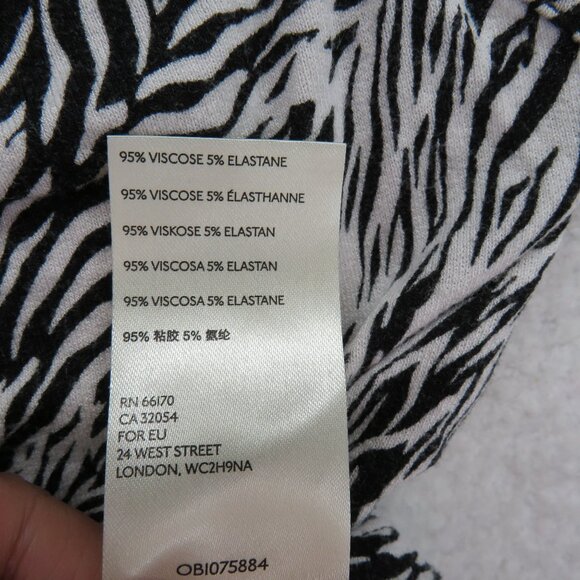 95% VISCOSE 5% ELASTANE
95% VISCOSE 5% ÉLASTHANNE
95% VISKOSE 5% ELASTAN
95% VISCOSA 5% ELASTAN
95% VISCOSA 5% ELASTANE
95% 粘胶 5% 氨纶
RN 66170
CA 32054
FOR EU
24 WEST STREET
LONDON, WC2H9NA
OB1075884